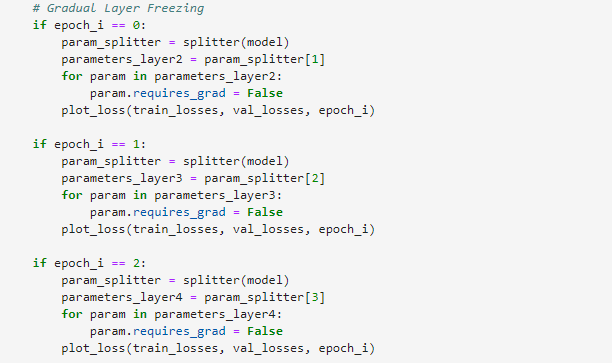 # Gradual Layer Freezing
if epoch_i == 0:
    param_splitter = splitter(model)
    parameters_layer2 = param_splitter[1]
    for param in parameters_layer2:
        param.requires_grad = False
    plot_loss(train_losses, val_losses, epoch_i)

if epoch_i == 1:
    param_splitter = splitter(model)
    parameters_layer3 = param_splitter[2]
    for param in parameters_layer3:
        param.requires_grad = False
    plot_loss(train_losses, val_losses, epoch_i)

if epoch_i == 2:
    param_splitter = splitter(model)
    parameters_layer4 = param_splitter[3]
    for param in parameters_layer4:
        param.requires_grad = False
    plot_loss(train_losses, val_losses, epoch_i)